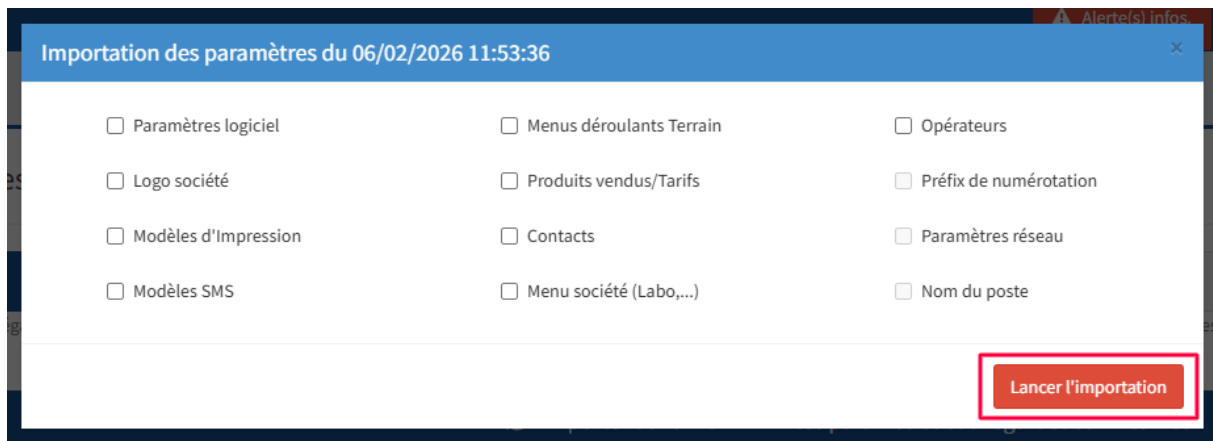 Alerte(s) infos.
Importation des paramètres du 06/02/2026 11:53:36
×
Paramètres logiciel
Menus déroulants Terrain
Opérateurs
Logo société
Produits vendus/Tarifs
Préfix de numérotation
Modèles d'Impression
Contacts
Paramètres réseau
Modèles SMS
Menu société (Labo,...)
Nom du poste
Lancer l'importation